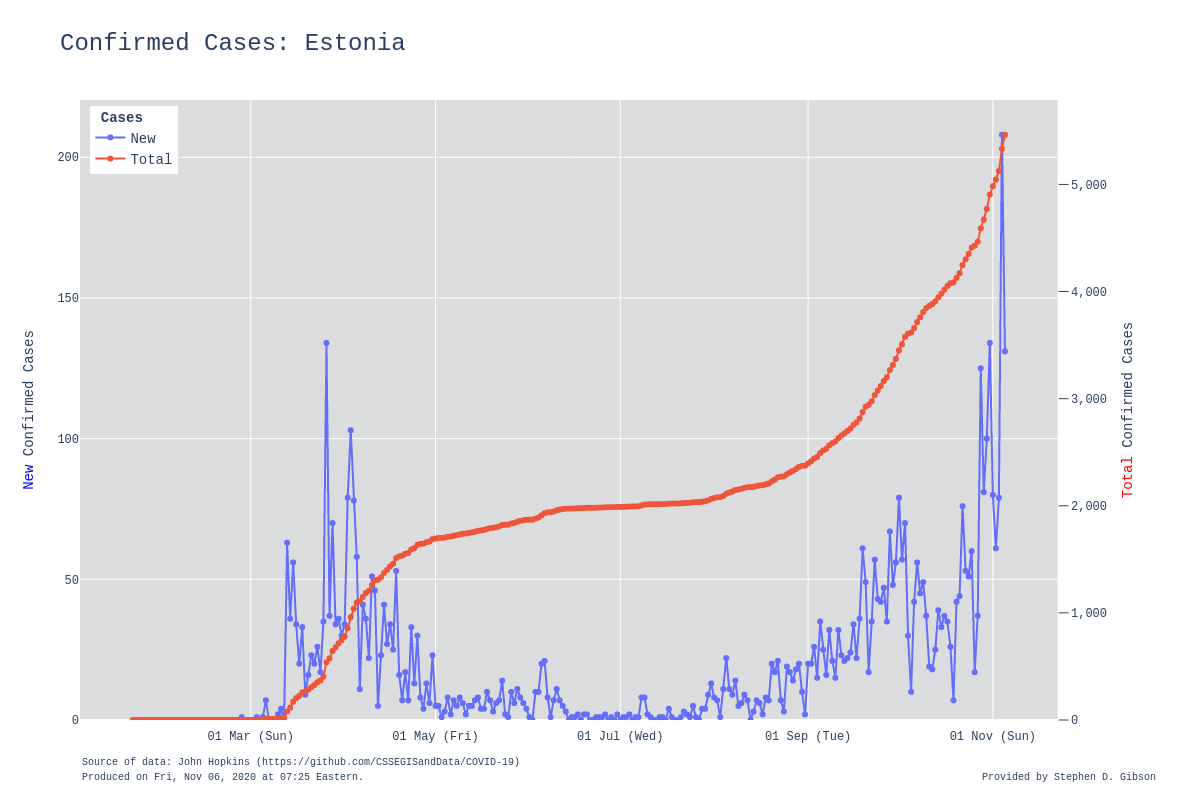 Confirmed Cases: Estonia
Cases
New
Total
200
150
100
50
0
5,000
4,000
3,000
2,000
1,000
0
New Confirmed Cases
Total Confirmed Cases
01 Mar (Sun)
01 May (Fri)
01 Jul (Wed)
01 Sep (Tue)
01 Nov (Sun)
Source of data: John Hopkins (https://github.com/CSSEGISandData/COVID-19)
Produced on Fri, Nov 06, 2020 at 07:25 Eastern.
Provided by Stephen D. Gibson